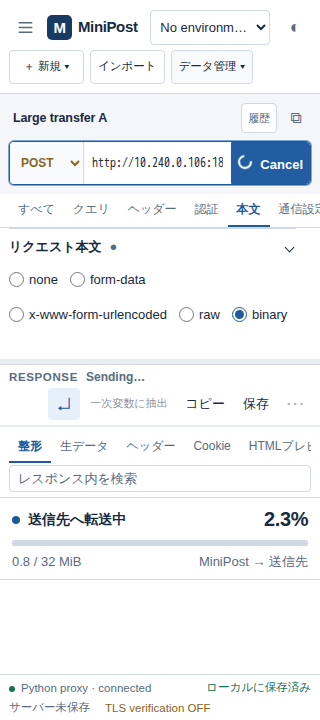 M MiniPost No environm…
＋ 新規 ▾ インポート データ管理 ▾
Large transfer A 履歴
POST http://10.240.0.106:18 Cancel
すべて クエリ ヘッダー 認証 本文 通信設定
リクエスト本文 ●
none form-data
x-www-form-urlencoded raw binary
RESPONSE Sending…
一次変数に抽出 コピー 保存 ···
整形 生データ ヘッダー Cookie HTMLプレビ
レスポンス内を検索
送信先へ転送中 2.3%
0.8 / 32 MiB MiniPost → 送信先
Python proxy · connected ローカルに保存済み
サーバー未保存 TLS verification OFF